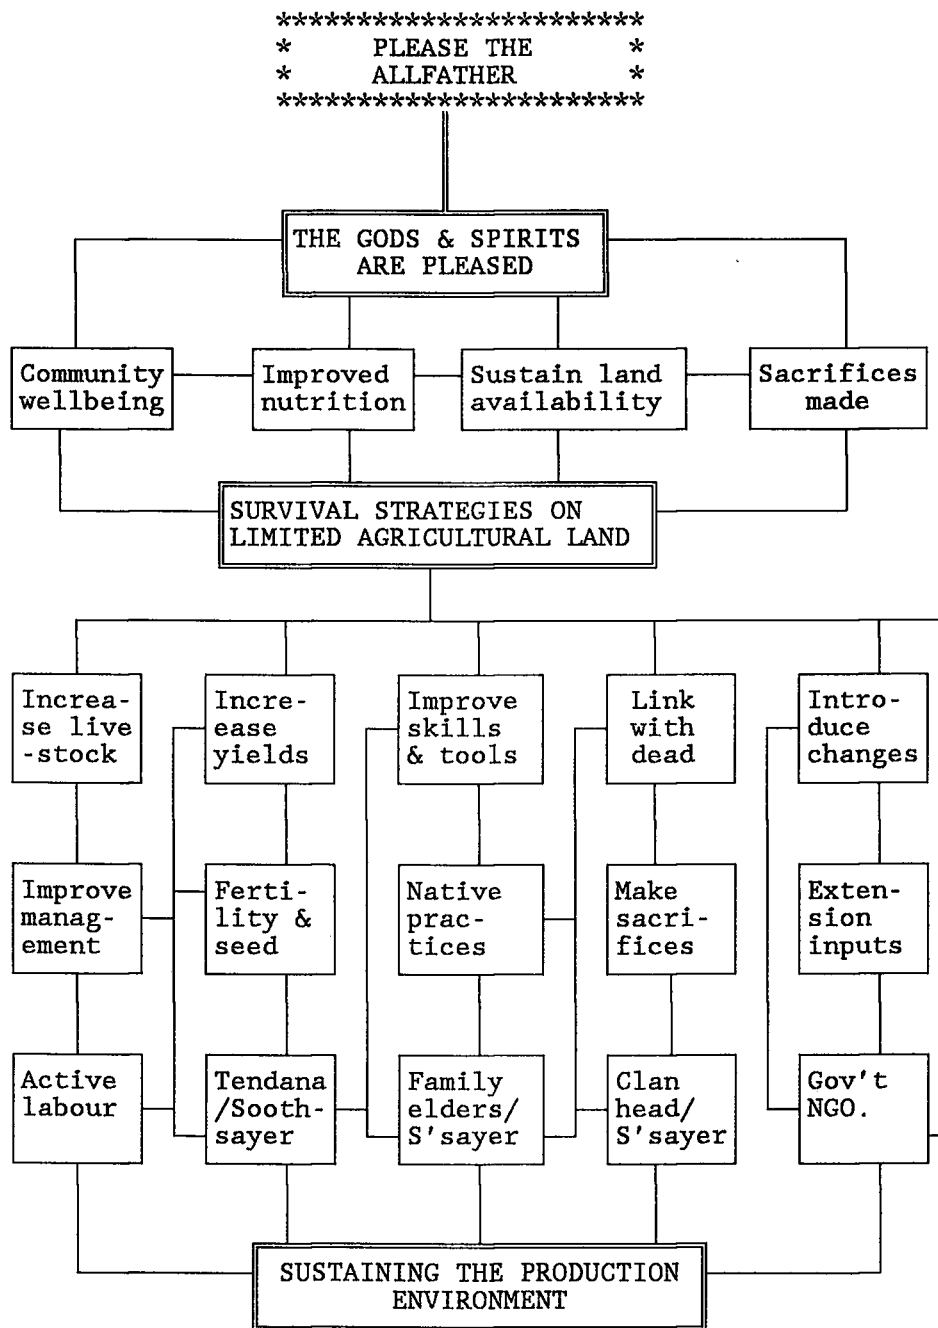 ***********************
* PLEASE THE *
* ALLFATHER *
***********************
THE GODS & SPIRITS
ARE PLEASED
Community
wellbeing
Improved
nutrition
Sustain land
availability
Sacrifices
made
SURVIVAL STRATEGIES ON
LIMITED AGRICULTURAL LAND
Increa-
se live
-stock
Incre-
ease
yields
Improve
skills
& tools
Link
with
dead
Intro-
duce
changes
Improve
manag-
ement
Ferti-
lity &
seed
Native
prac-
tices
Make
sacri-
fices
Exten-
sion
inputs
Active
labour
Tendana
/Sooth-
sayer
Family
elders/
S'sayer
Clan
head/
S'sayer
Gov't
NGO.
SUSTAINING THE PRODUCTION
ENVIRONMENT